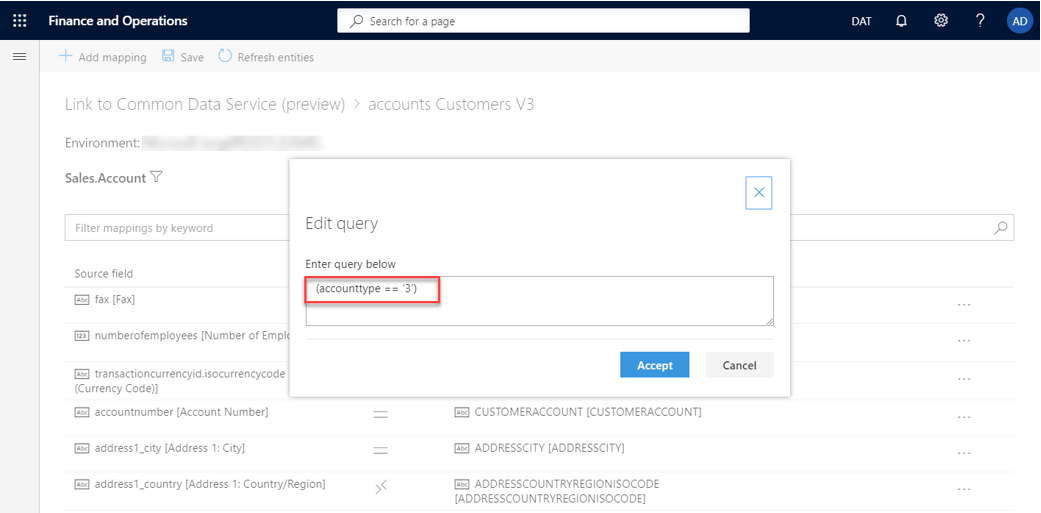 Finance and Operations
Search for a page
DAT
?
AD
Add mapping
Save
Refresh entities
Link to Common Data Service (preview) > accounts Customers V3
Environment:
Sales.Account
Edit query
Filter mappings by keyword
Enter query below
Source field
(accounttype == '3')
Abc fax [Fax]
...
123 numberofemployees [Number of Emplo
...
Accept
Cancel
Abc transactioncurrencyid.isocurrencycode
(Currency Code)]
...
Abc accountnumber [Account Number]
Abc CUSTOMERACCOUNT [CUSTOMERACCOUNT]
...
Abc address1_city [Address 1: City]
Abc ADDRESSCITY [ADDRESSCITY]
...
Abc address1_country [Address 1: Country/Region]
Abc ADDRESSCOUNTRYREGIONISOCODE
[ADDRESSCOUNTRYREGIONISOCODE]
...